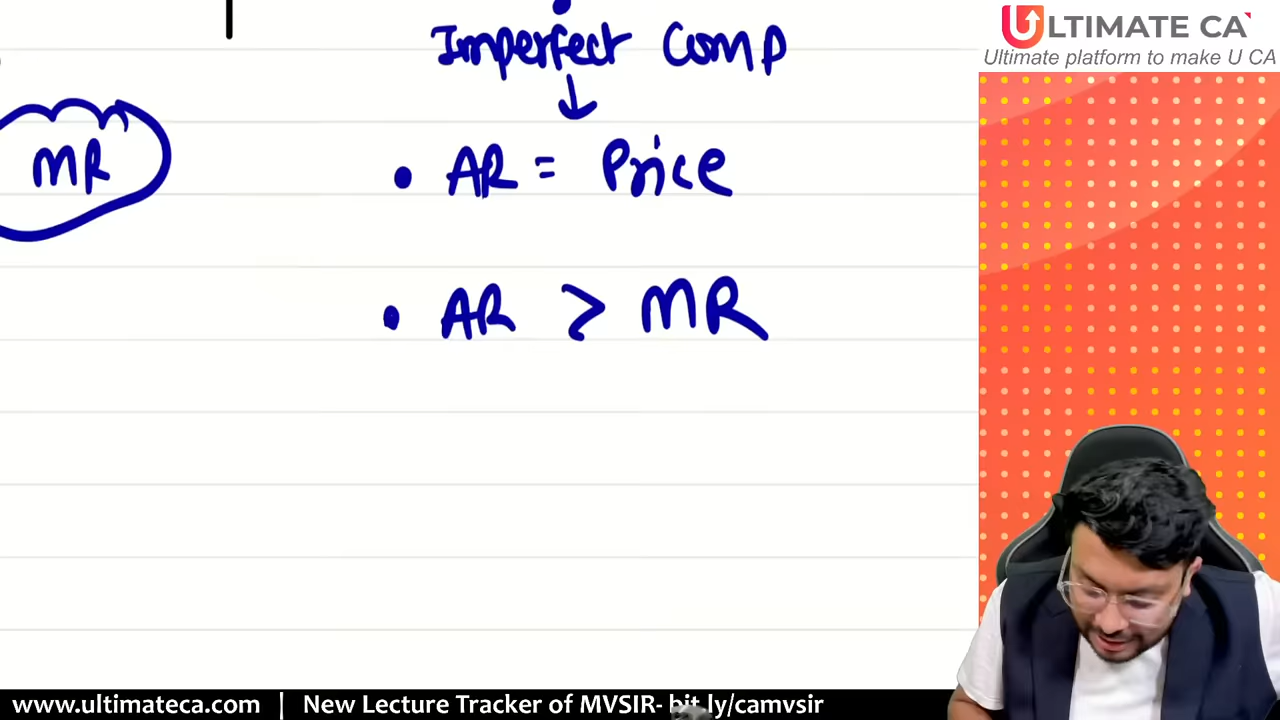 Imperfect Comp
MR
• AR = Price
• AR > MR
ULTIMATE CA
Ultimate platform to make U CA
www.ultimateca.com | New Lecture Tracker of MVSIR- bit.ly/camvsir